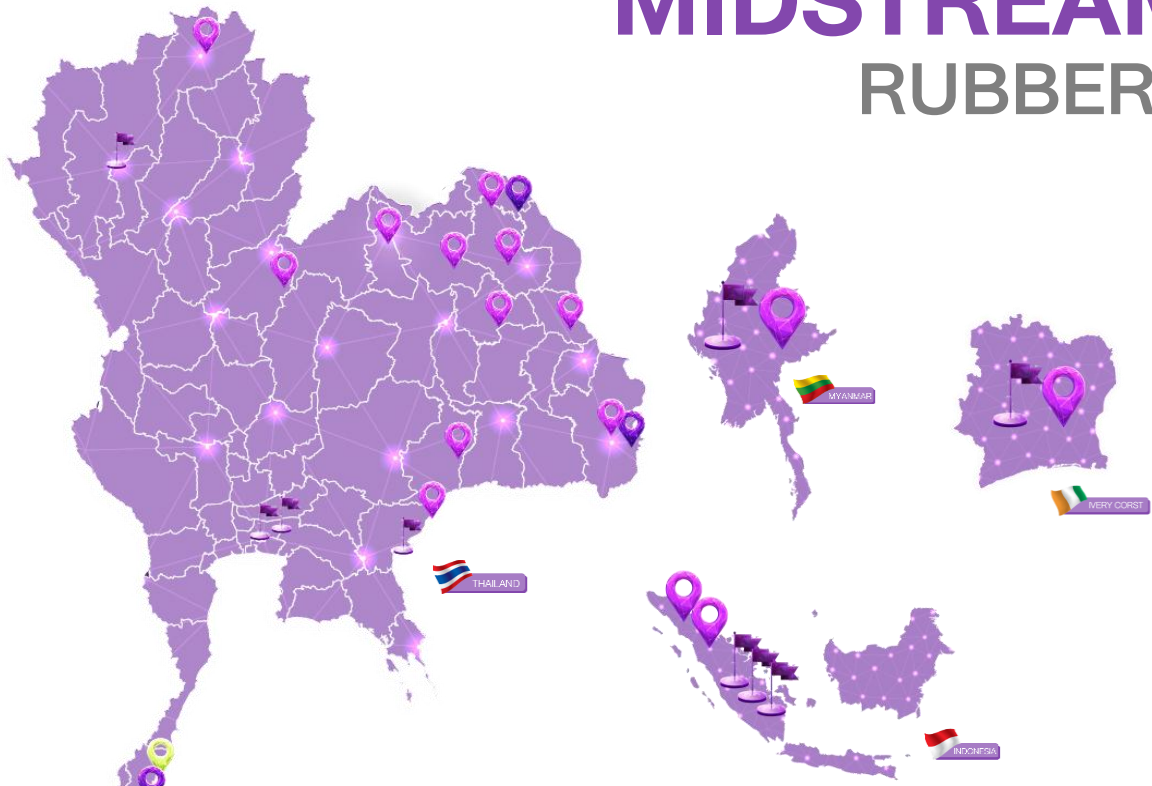 MIDSTREAM
RUBBER
MYANMAR
IVERY CORST
THAILAND
INDONESIA